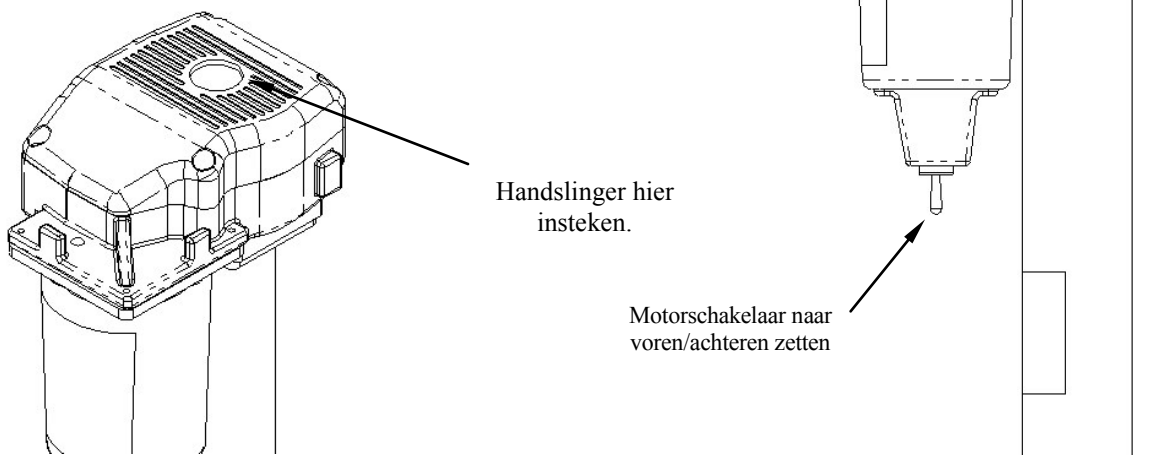 Handslinger hier
insteken.
Motorschakelaar naar
voren/achteren zetten